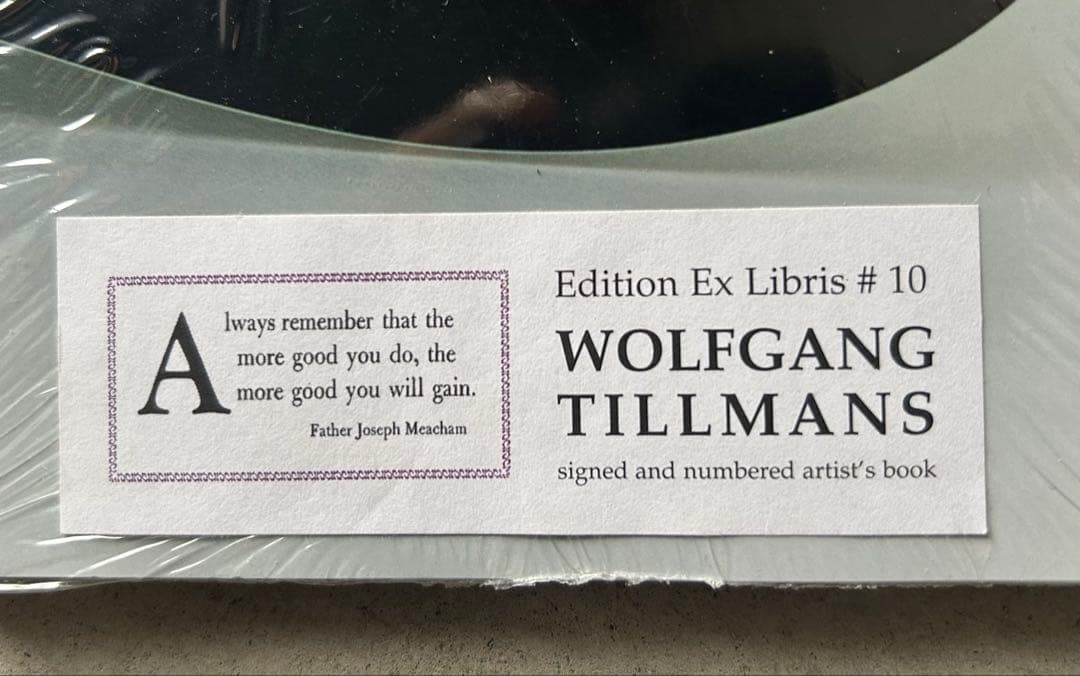 Always remember that the
more good you do, the
more good you will gain.
Father Joseph Meacham
Edition Ex Libris # 10
WOLFGANG
TILLMANS
signed and numbered artist's book